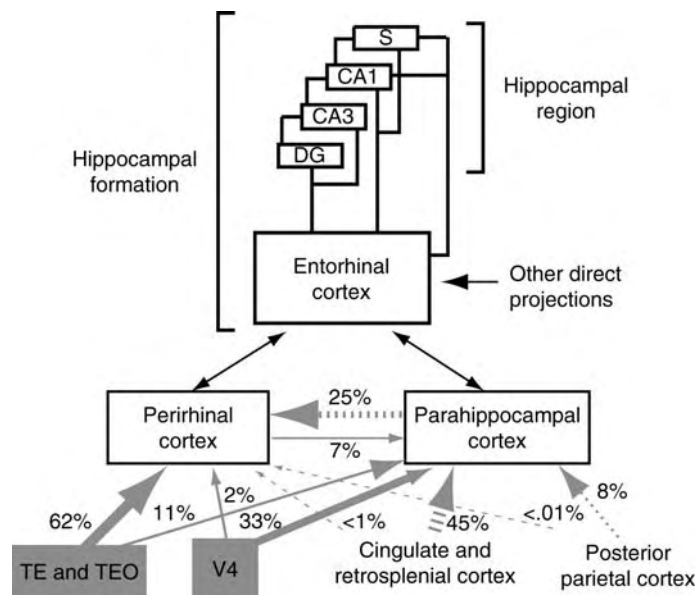 S
CA1
CA3
DG
Hippocampal
region
Hippocampal
formation
Entorhinal
cortex
Other direct
projections
Perirhinal
cortex
25%
7%
Parahippocampal
cortex
62%
11%
2%
33%
<1%
45%
<.01%
8%
TE and TEO
V4
Cingulate and
retrosplenial cortex
Posterior
parietal cortex